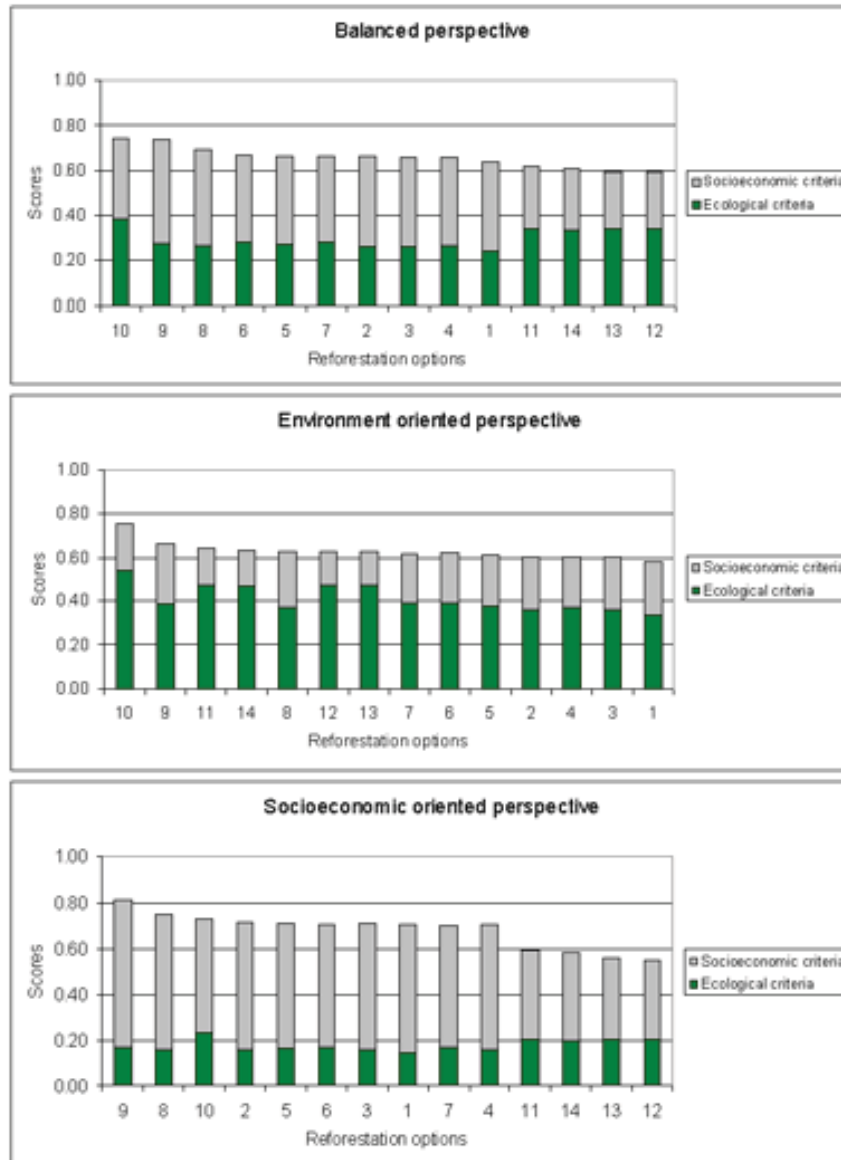 Balanced perspective
1.00
0.80
0.60
0.40
0.20
0.00
Scores
10 9 8 6 5 7 2 3 4 1 11 14 13 12
Reforestation options
Socioeconomic criteria
Ecological criteria
Environment oriented perspective
1.00
0.80
0.60
0.40
0.20
0.00
Scores
10 9 11 14 8 12 13 7 6 5 2 4 3 1
Reforestation options
Socioeconomic criteria
Ecological criteria
Socioeconomic oriented perspective
1.00
0.80
0.60
0.40
0.20
0.00
Scores
9 8 10 2 5 6 3 1 7 4 11 14 13 12
Reforestation options
Socioeconomic criteria
Ecological criteria